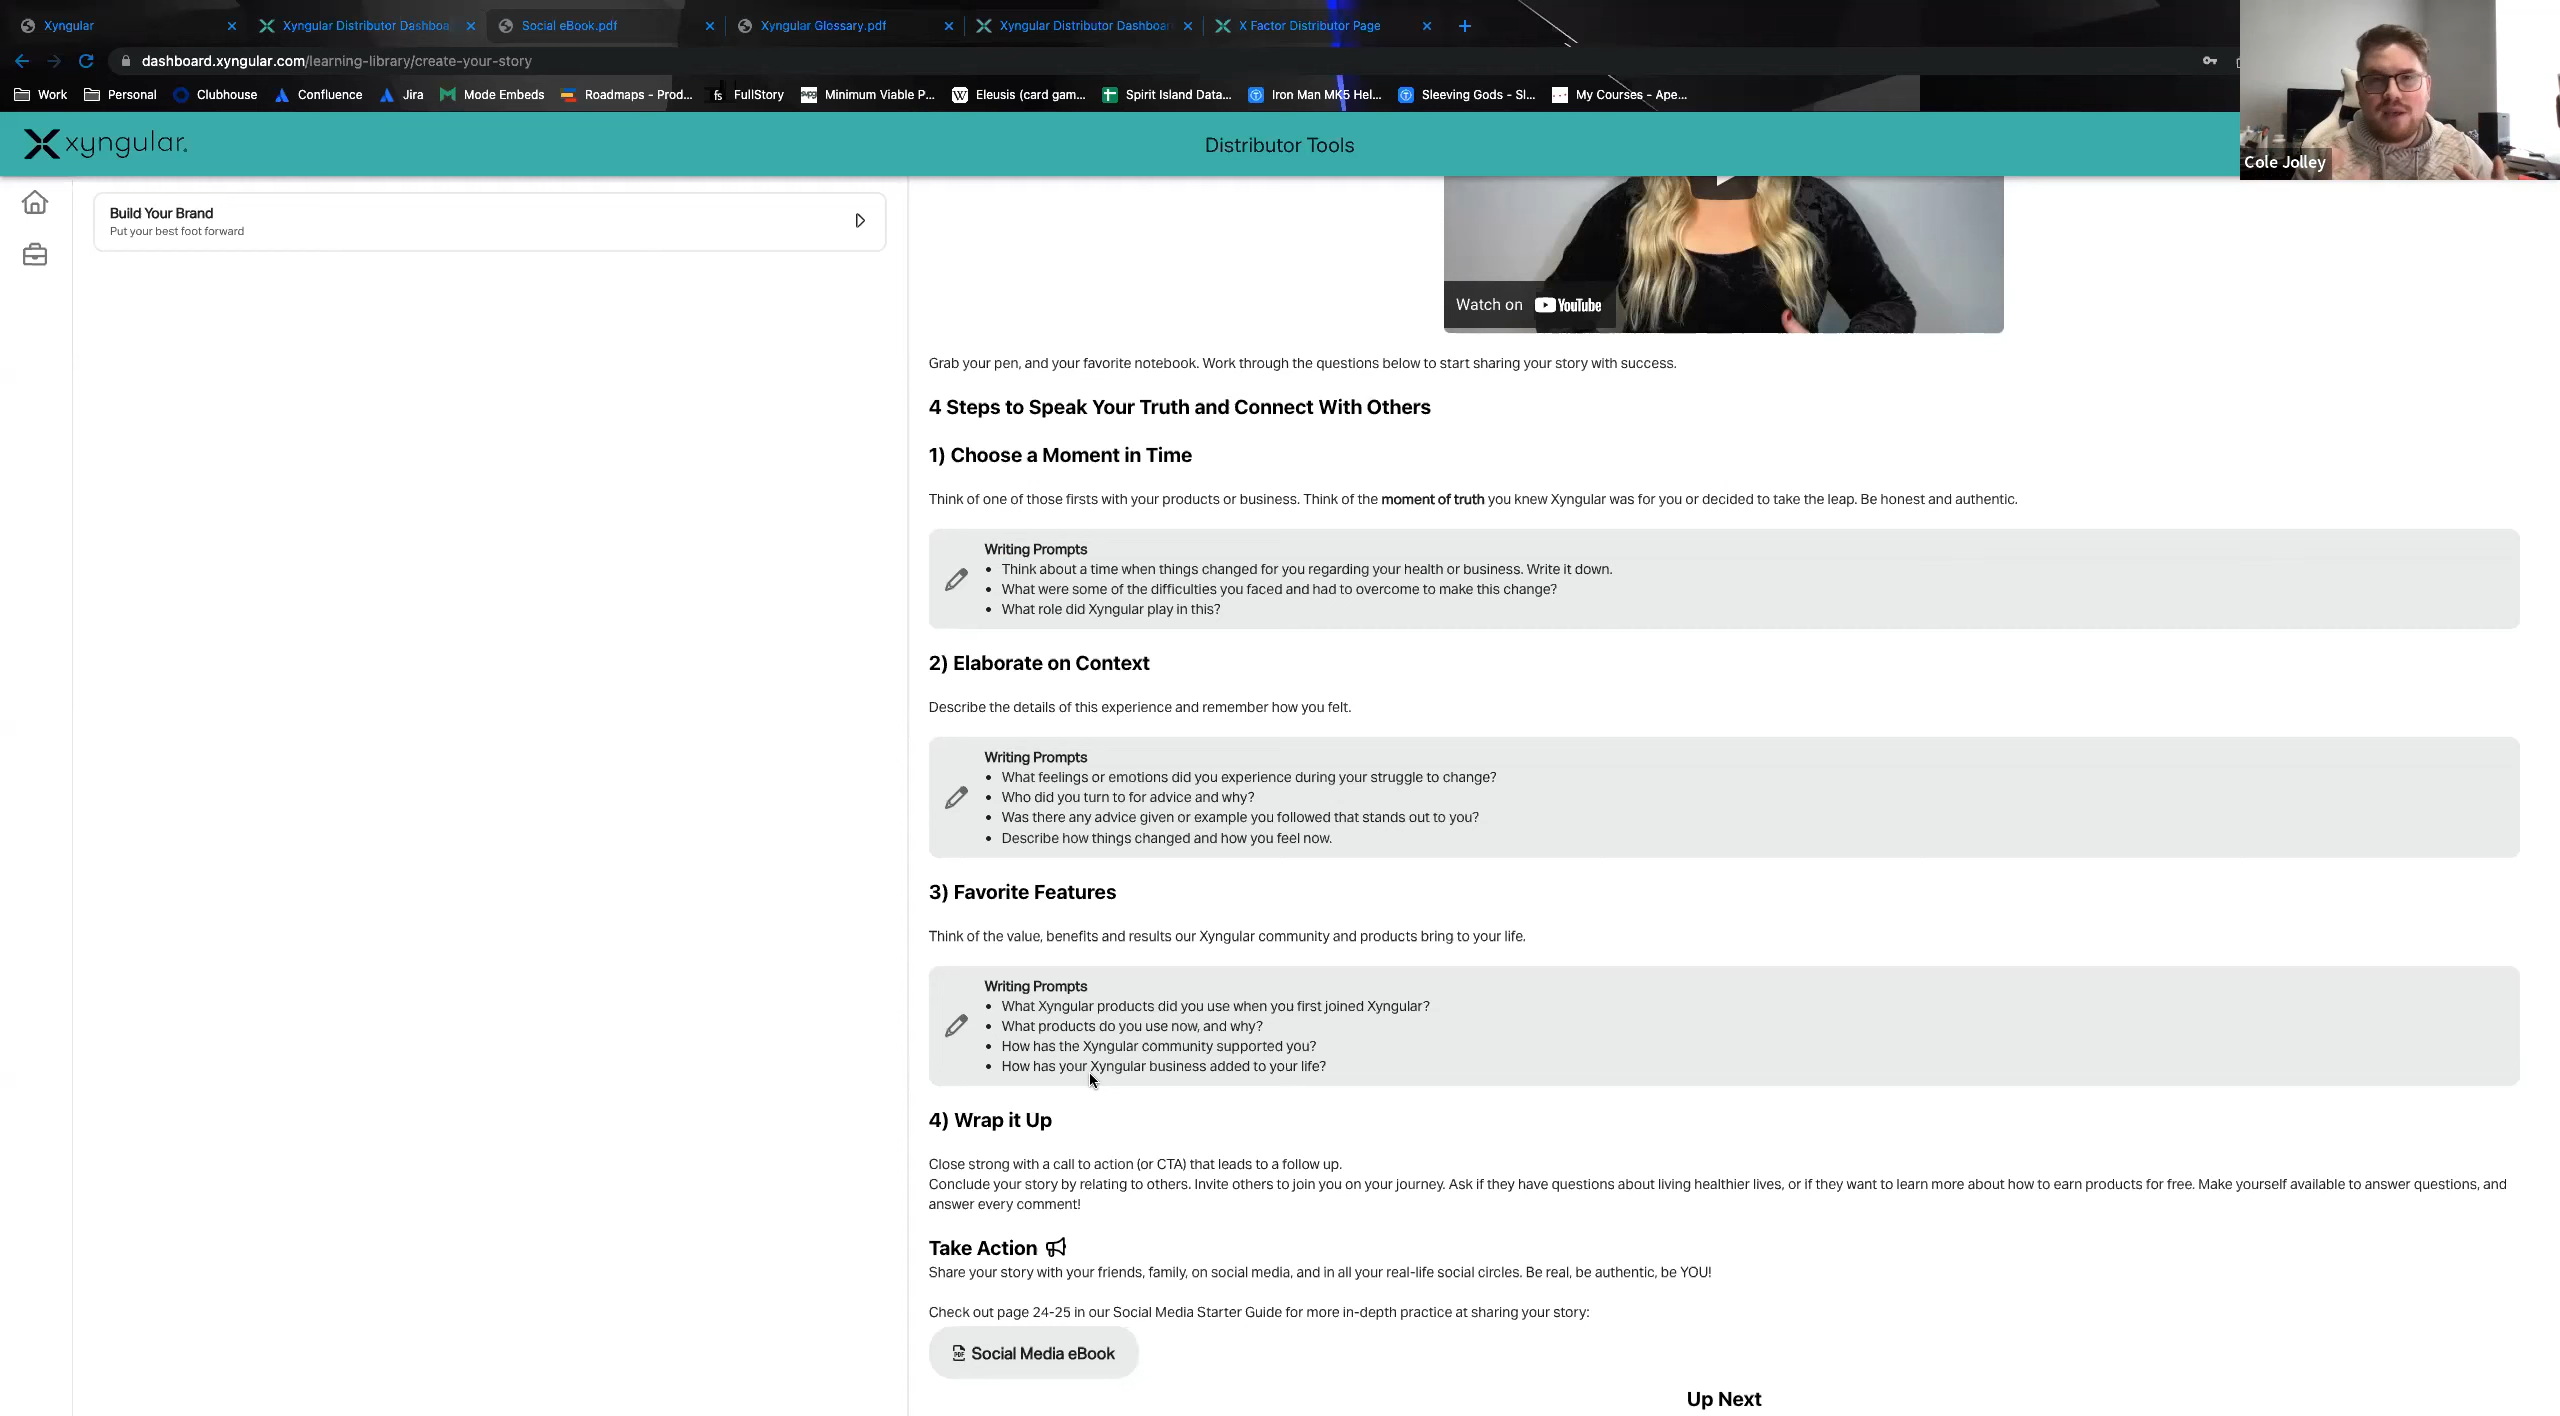 Xyngular
Xyngular Distributor Dashboa
Social eBook.pdf
Xyngular Glossary.pdf
Xyngular Distributor Dashboar
X Factor Distributor Page
dashboard.xyngular.com/learning-library/create-your-story
Work
Personal
Clubhouse
Confluence
Jira
Mode Embeds
Roadmaps - Prod...
FullStory
Minimum Viable P...
Eleusis (card gam...
Spirit Island Data...
Iron Man MK5 Hel...
Sleeving Gods - Sl...
My Courses - Ape...
Cole Jolley
xyngular.
Distributor Tools
Build Your Brand
Put your best foot forward
Watch on YouTube
Grab your pen, and your favorite notebook. Work through the questions below to start sharing your story with success.
4 Steps to Speak Your Truth and Connect With Others
1) Choose a Moment in Time
Think of one of those firsts with your products or business. Think of the moment of truth you knew Xyngular was for you or decided to take the leap. Be honest and authentic.
Writing Prompts
• Think about a time when things changed for you regarding your health or business. Write it down.
• What were some of the difficulties you faced and had to overcome to make this change?
• What role did Xyngular play in this?
2) Elaborate on Context
Describe the details of this experience and remember how you felt.
Writing Prompts
• What feelings or emotions did you experience during your struggle to change?
• Who did you turn to for advice and why?
• Was there any advice given or example you followed that stands out to you?
• Describe how things changed and how you feel now.
3) Favorite Features
Think of the value, benefits and results our Xyngular community and products bring to your life.
Writing Prompts
• What Xyngular products did you use when you first joined Xyngular?
• What products do you use now, and why?
• How has the Xyngular community supported you?
• How has your Xyngular business added to your life?
4) Wrap it Up
Close strong with a call to action (or CTA) that leads to a follow up.
Conclude your story by relating to others. Invite others to join you on your journey. Ask if they have questions about living healthier lives, or if they want to learn more about how to earn products for free. Make yourself available to answer questions, and
answer every comment!
Take Action
Share your story with your friends, family, on social media, and in all your real-life social circles. Be real, be authentic, be YOU!
Check out page 24-25 in our Social Media Starter Guide for more in-depth practice at sharing your story:
Social Media eBook
Up Next